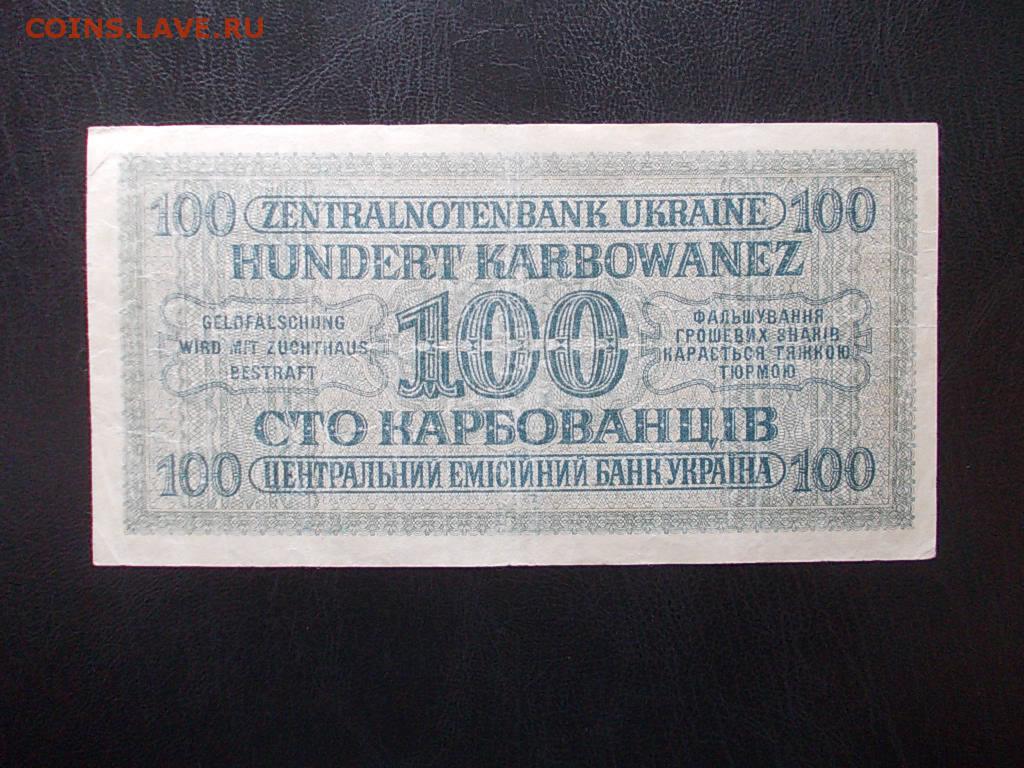 COINS.LAVE.RU
100 ZENTRALNOTENBANK UKRAINE 100
HUNDERT KARBOWANEZ
GELDFÄLSCHUNG
WIRD MIT ZUCHTHAUS
BESTRAFT
100
ФАЛЬШУВАННЯ
ГРОШЕВИХ ЗНАКІВ
КАРАЄТЬСЯ ТЯЖКОЮ
ТЮРМОЮ
СТО КАРБОВАНЦІВ
100 ЦЕНТРАЛЬНИЙ ЕМІСІЙНИЙ БАНК УКРАЇНА 100